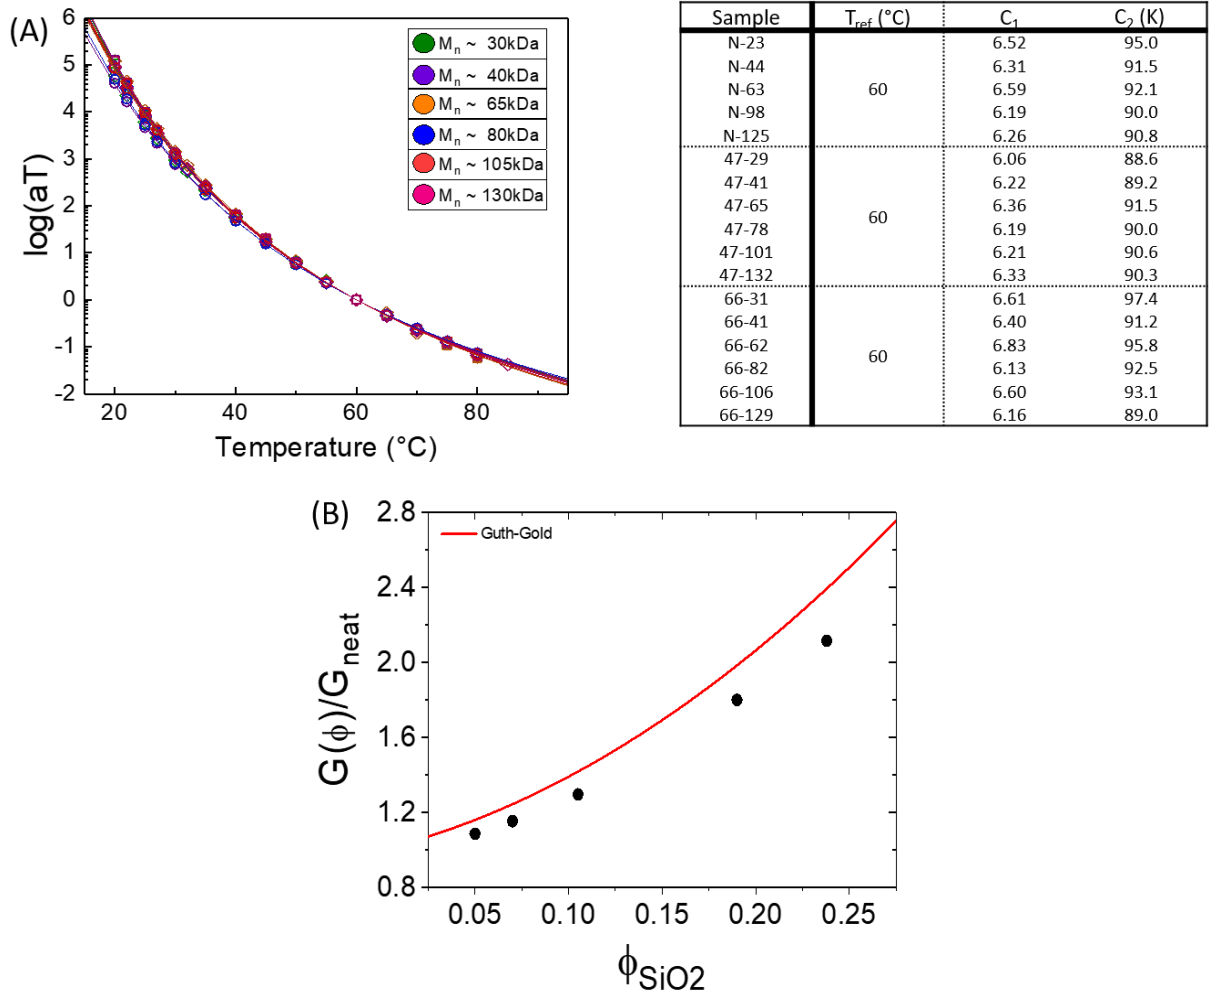 (A)
log(aT)
6
5
4
3
2
1
0
-1
-2
20
40
60
80
Temperature (°C)
Mn ~ 30kDa
Mn ~ 40kDa
Mn ~ 65kDa
Mn ~ 80kDa
Mn ~ 105kDa
Mn ~ 130kDa
Sample Tref (°C) C1 C2 (K)
N-23 6.52 95.0
N-44 6.31 91.5
N-63 60 6.59 92.1
N-98 6.19 90.0
N-125 6.26 90.8
47-29 6.06 88.6
47-41 6.22 89.2
47-65 6.36 91.5
60
47-78 6.19 90.0
47-101 6.21 90.6
47-132 6.33 90.3
66-31 6.61 97.4
66-41 6.40 91.2
66-62 6.83 95.8
60
66-82 6.13 92.5
66-106 6.60 93.1
66-129 6.16 89.0
(B)
G(ϕ)/Gneat
2.8
2.4
2.0
1.6
1.2
0.8
Guth-Gold
0.05
0.10
0.15
0.20
0.25
ϕSiO2